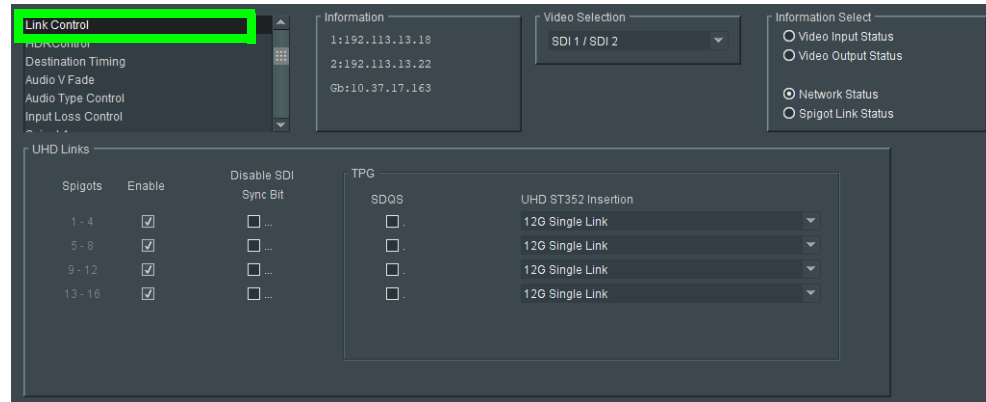 Link Control
HDRControl
Destination Timing
Audio V Fade
Audio Type Control
Input Loss Control
Information
1:192.113.13.18
2:192.113.13.22
Gb:10.37.17.163
Video Selection
SDI 1 / SDI 2
Information Select
Video Input Status
Video Output Status
Network Status
Spigot Link Status
UHD Links
Spigots Enable Disable SDI
Sync Bit
TPG
SDQS UHD ST352 Insertion
1 - 4 ... . 12G Single Link
5 - 8 ... . 12G Single Link
9 - 12 ... . 12G Single Link
13 - 16 ... . 12G Single Link